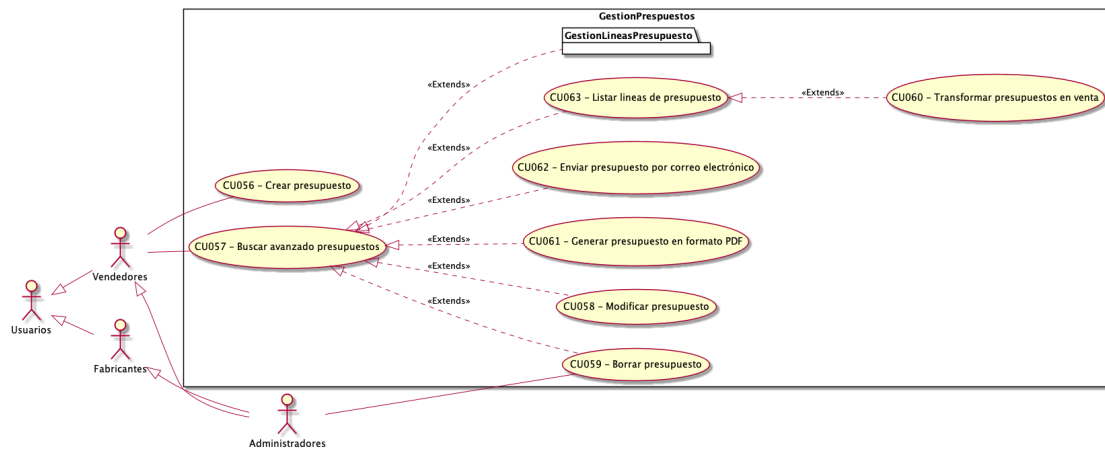 GestionPrespuestos
GestionLineasPresupuesto
«Extends»
CU063 – Listar lineas de presupuesto
«Extends»
CU060 – Transformar presupuestos en venta
«Extends»
CU062 – Enviar presupuesto por correo electrónico
CU056 – Crear presupuesto
«Extends»
CU057 – Buscar avanzado presupuestos
«Extends»
CU061 – Generar presupuesto en formato PDF
«Extends»
Vendedores
CU058 – Modificar presupuesto
«Extends»
Usuarios
Fabricantes
CU059 – Borrar presupuesto
Administradores